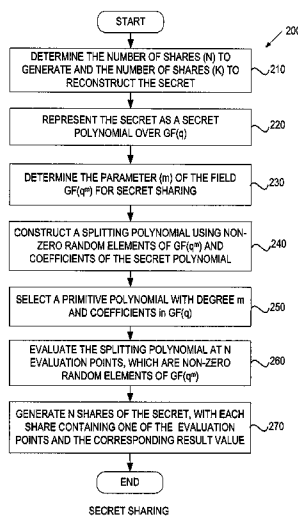 START
200
DETERMINE THE NUMBER OF SHARES (N) TO
GENERATE AND THE NUMBER OF SHARES (K) TO
RECONSTRUCT THE SECRET
210
REPRESENT THE SECRET AS A SECRET
POLYNOMIAL OVER GF(q)
220
DETERMINE THE PARAMETER (m) OF THE FIELD
GF(qᵐ) FOR SECRET SHARING
230
CONSTRUCT A SPLITTING POLYNOMIAL USING NON-
ZERO RANDOM ELEMENTS OF GF(qᵐ) AND
COEFFICIENTS OF THE SECRET POLYNOMIAL
240
SELECT A PRIMITIVE POLYNOMIAL WITH DEGREE m
AND COEFFICIENTS in GF(q)
250
EVALUATE THE SPLITTING POLYNOMIAL AT N
EVALUATION POINTS, WHICH ARE NON-ZERO
RANDOM ELEMENTS OF GF(qᵐ)
260
GENERATE N SHARES OF THE SECRET, WITH EACH
SHARE CONTAINING ONE OF THE EVALUATION
POINTS AND THE CORRESPONDING RESULT VALUE
270
END
SECRET SHARING